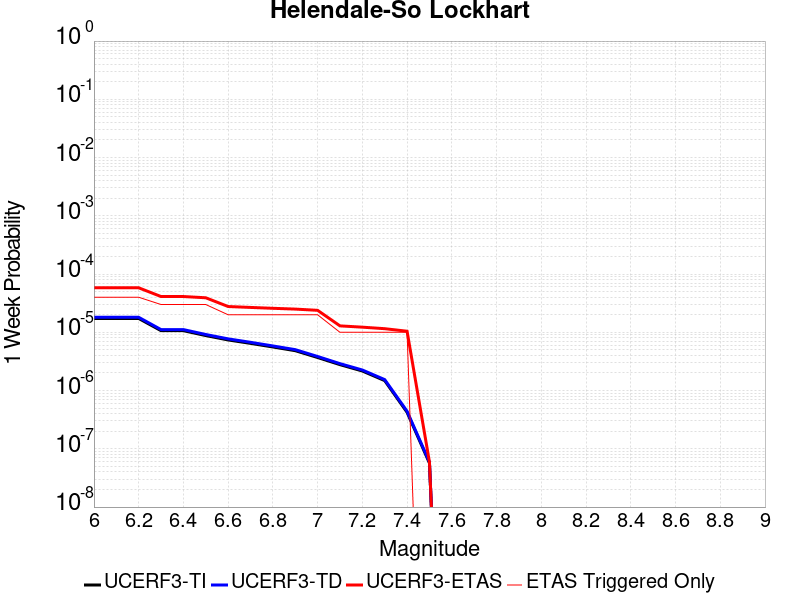 Helendale-So Lockhart
10^0
10^-1
10^-2
10^-3
10^-4
10^-5
10^-6
10^-7
10^-8
1 Week Probability
6 6.2 6.4 6.6 6.8 7 7.2 7.4 7.6 7.8 8 8.2 8.4 8.6 8.8 9
Magnitude
UCERF3-TI UCERF3-TD UCERF3-ETAS ETAS Triggered Only